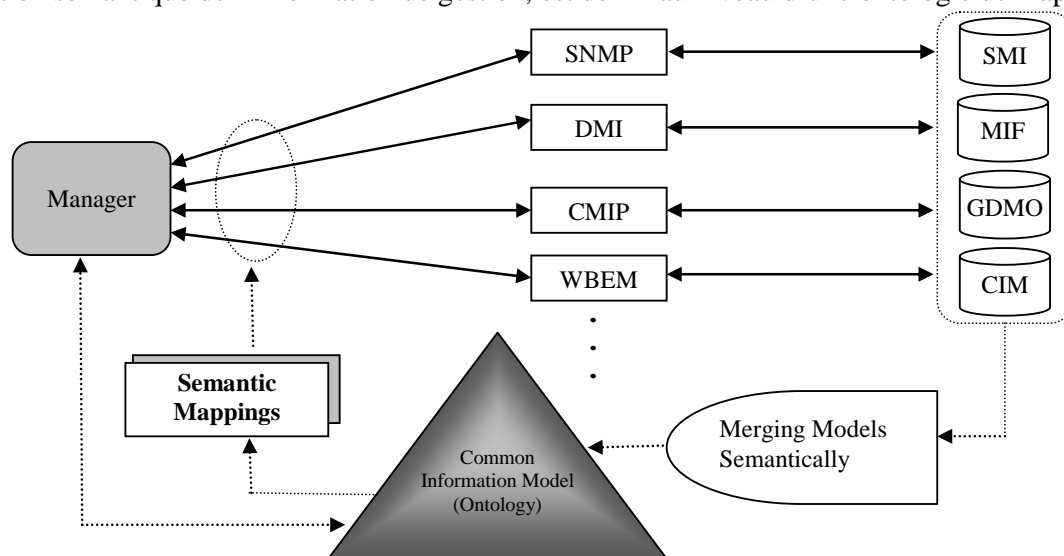 SNMP
SMI
DMI
MIF
Manager
CMIP
GDMO
WBEM
CIM
Semantic
Mappings
Merging Models
Semantically
Common
Information Model
(Ontology)